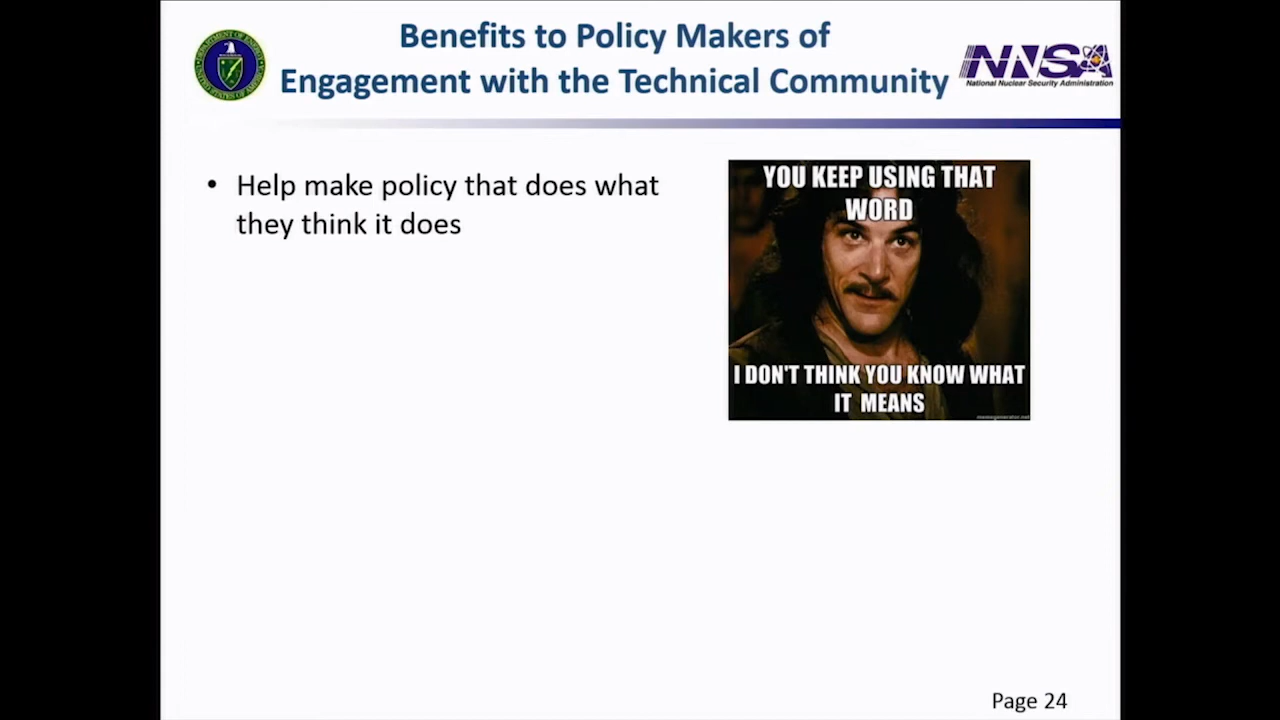 Benefits to Policy Makers of
Engagement with the Technical Community
NNSA
National Nuclear Security Administration
• Help make policy that does what
they think it does
YOU KEEP USING THAT
WORD
I DON'T THINK YOU KNOW WHAT
IT MEANS
memegenerator.net
Page 24